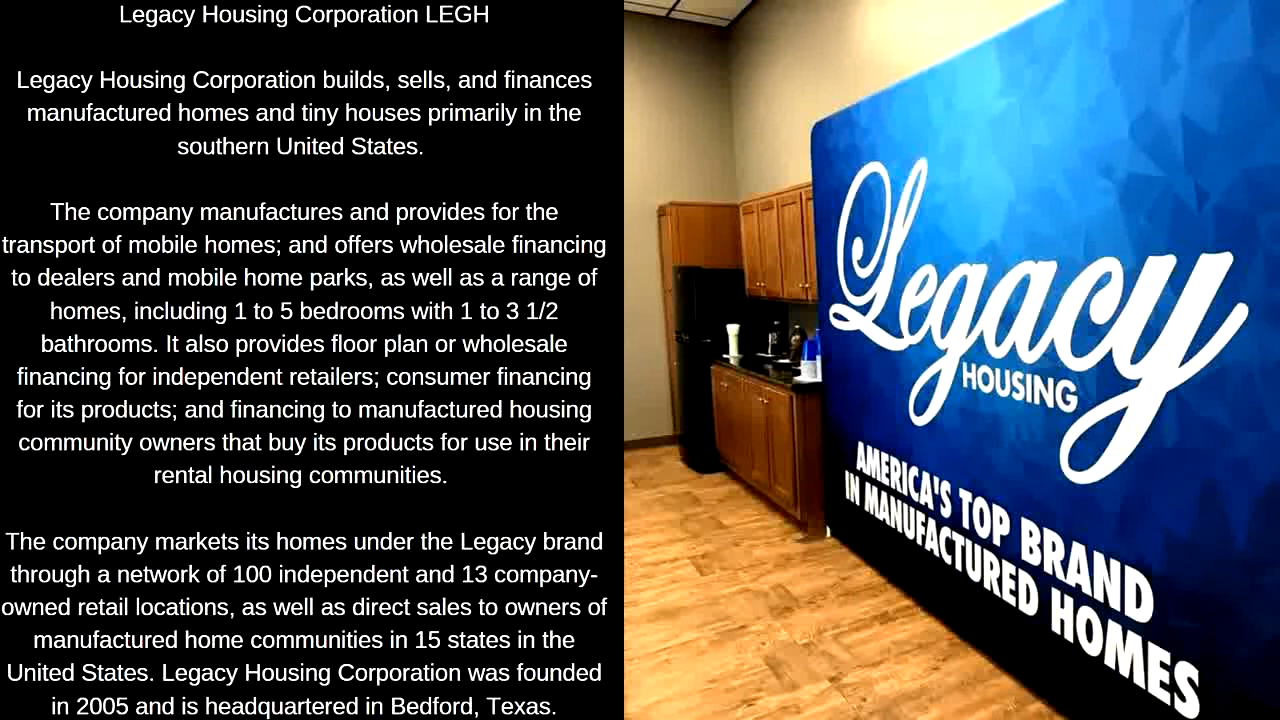 Legacy Housing Corporation LEGH
Legacy Housing Corporation builds, sells, and finances
manufactured homes and tiny houses primarily in the
southern United States.
The company manufactures and provides for the
transport of mobile homes; and offers wholesale financing
to dealers and mobile home parks, as well as a range of
homes, including 1 to 5 bedrooms with 1 to 3 1/2
bathrooms. It also provides floor plan or wholesale
financing for independent retailers; consumer financing
for its products; and financing to manufactured housing
community owners that buy its products for use in their
rental housing communities.
The company markets its homes under the Legacy brand
through a network of 100 independent and 13 company-
owned retail locations, as well as direct sales to owners of
manufactured home communities in 15 states in the
United States. Legacy Housing Corporation was founded
in 2005 and is headquartered in Bedford, Texas.
Legacy
HOUSING
AMERICA'S TOP BRAND
IN MANUFACTURED HOMES